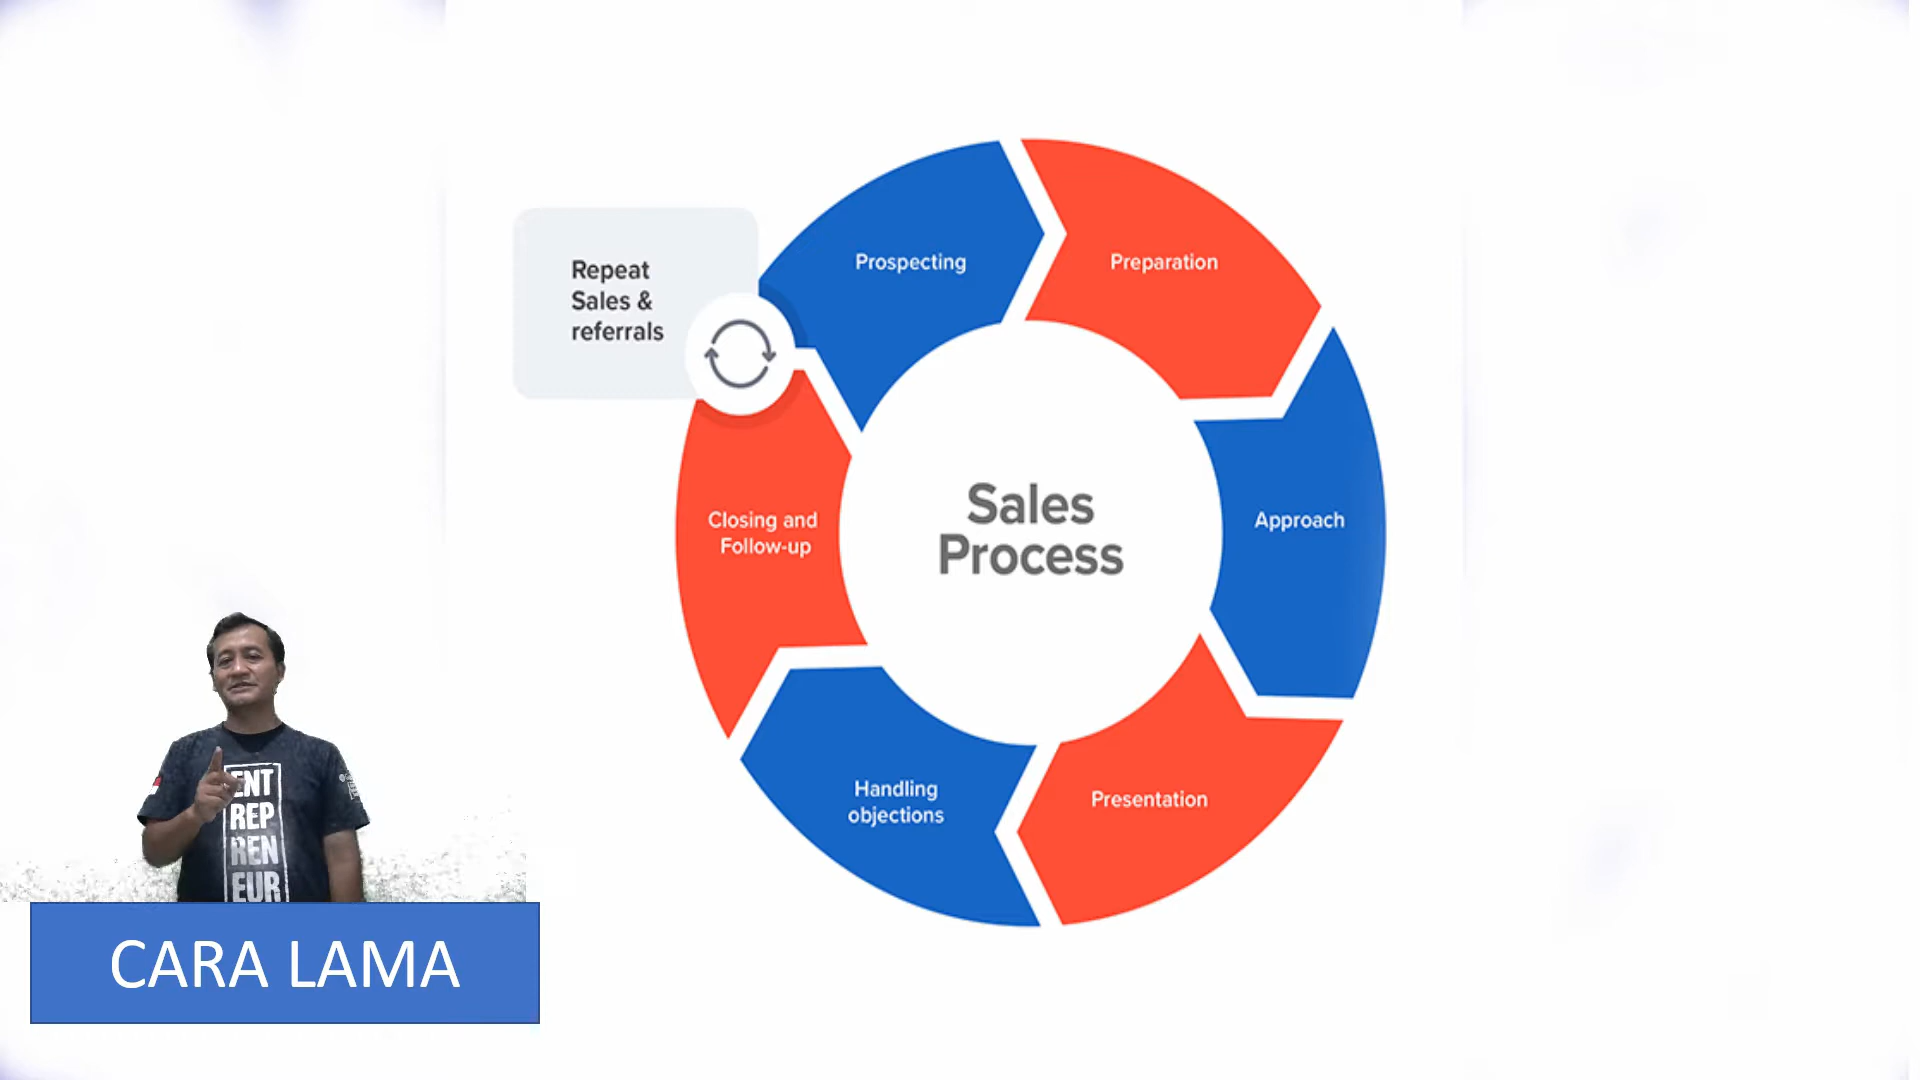 Prospecting
Preparation
Repeat
Sales &
referrals
Sales
Process
Closing and
Follow-up
Approach
Handling
objections
Presentation
ENT
REP
REN
EUR
CARA LAMA